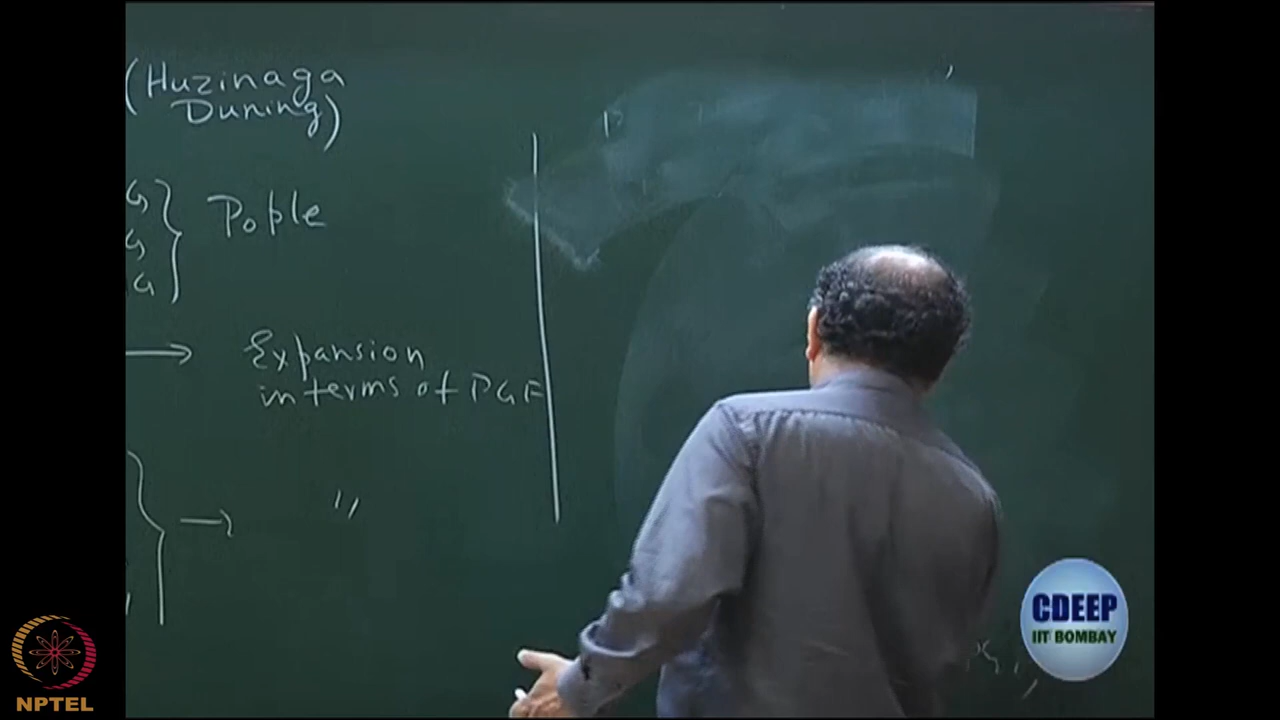 (Huzinaga
Duning)
G
G
G } Pople
→ Expansion
in terms of PGF
} → "
CDEEP
IIT BOMBAY
NPTEL